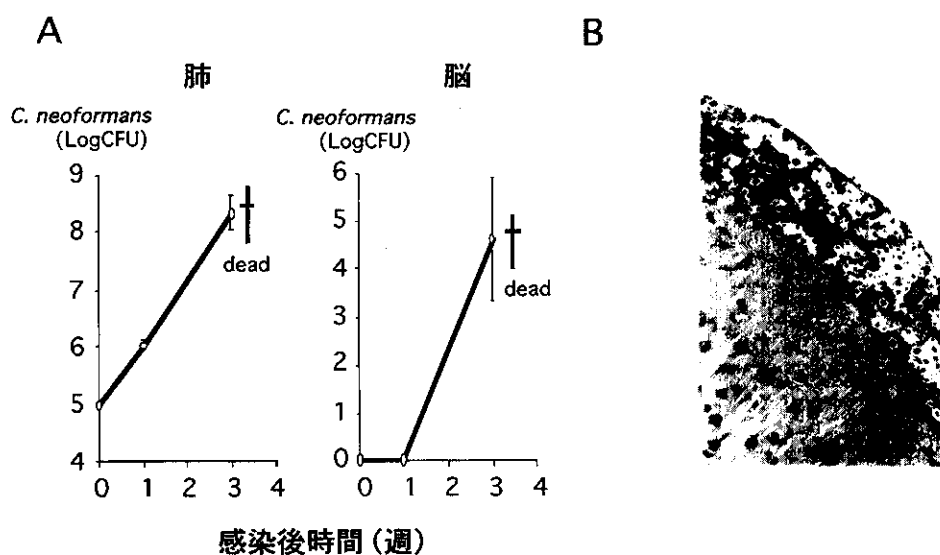 A
B
肺
脳
C. neoformans
(LogCFU)
9
8
7
6
5
4
dead
0 1 2 3 4
C. neoformans
(LogCFU)
6
5
4
3
2
1
0
dead
0 1 2 3 4
感染後時間(週)